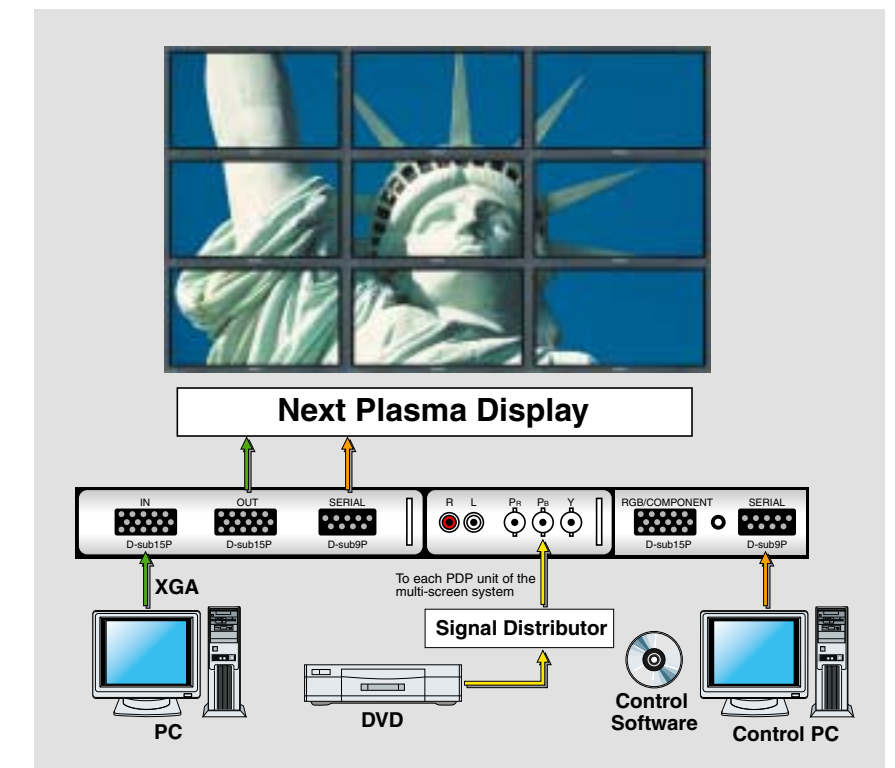 Next Plasma Display
IN
OUT
SERIAL
R
L
PR
PB
Y
RGB/COMPONENT
SERIAL
D-sub15P
D-sub15P
D-sub9P
D-sub15P
D-sub9P
XGA
To each PDP unit of the
multi-screen system
Signal Distributor
PC
DVD
Control
Software
Control PC